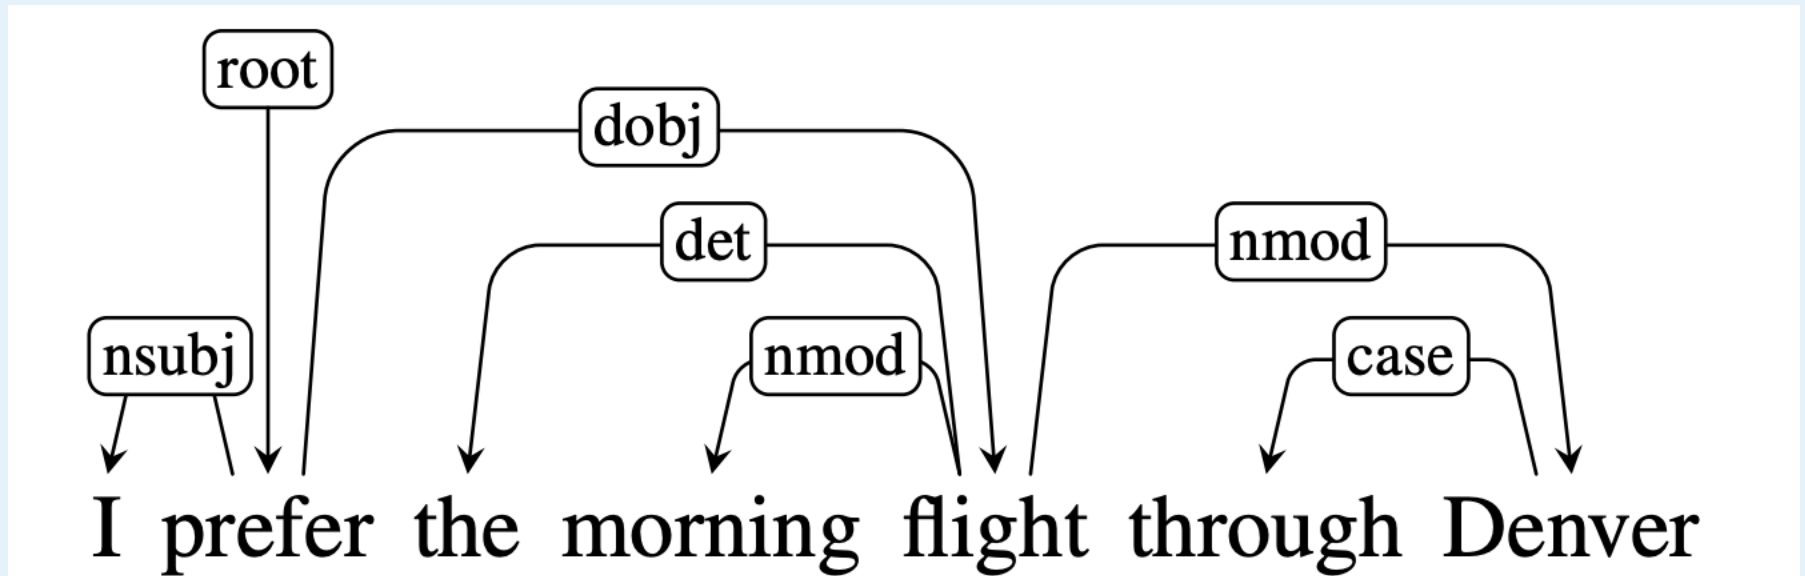 root
dobj
det
nmod
nsubj
nmod
case
I prefer the morning flight through Denver